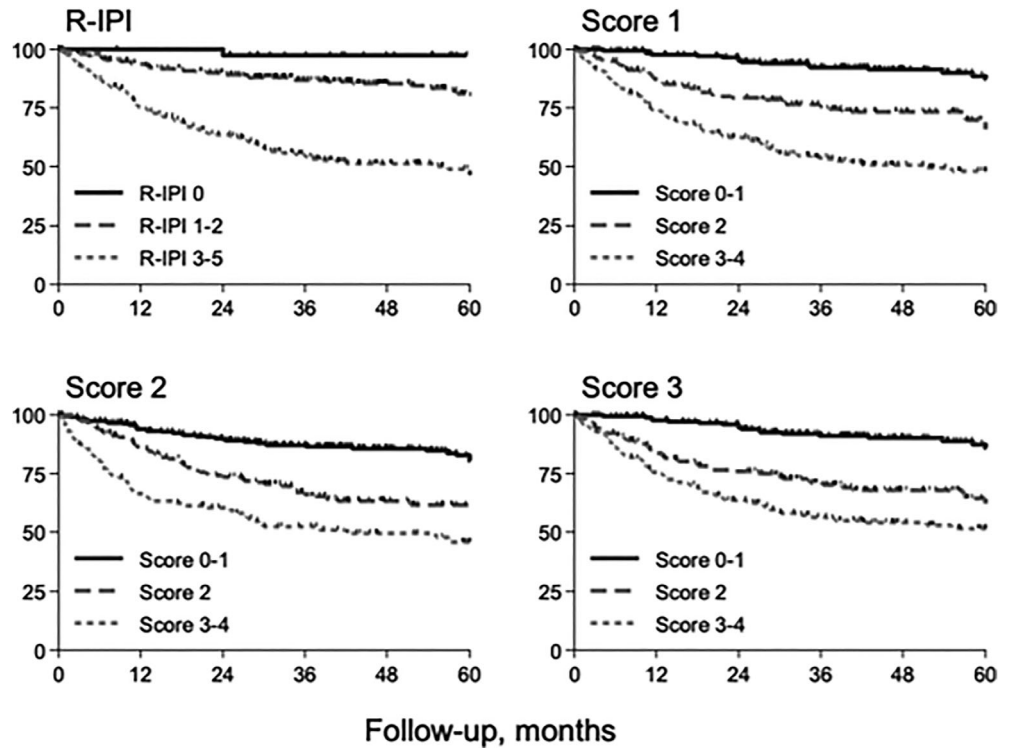 R-IPI
100
75
50
25
0
R-IPI 0
R-IPI 1-2
R-IPI 3-5
0 12 24 36 48 60
Score 1
100
75
50
25
0
Score 0-1
Score 2
Score 3-4
0 12 24 36 48 60
Score 2
100
75
50
25
0
Score 0-1
Score 2
Score 3-4
0 12 24 36 48 60
Score 3
100
75
50
25
0
Score 0-1
Score 2
Score 3-4
0 12 24 36 48 60
Follow-up, months